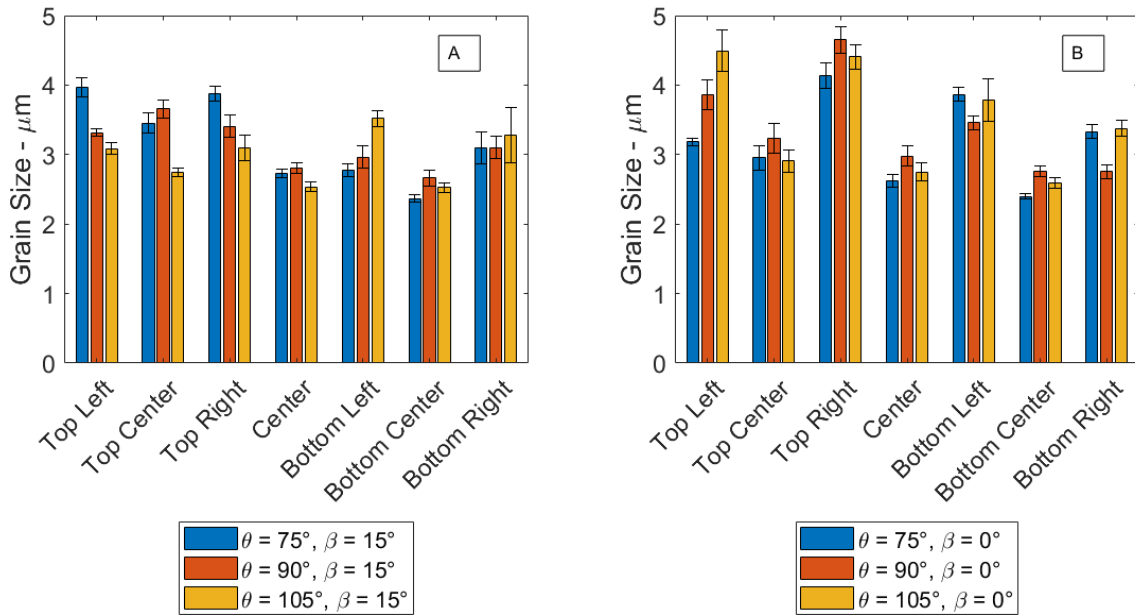 A
5
4
3
2
1
0
Grain Size - μm
Top Left
Top Center
Top Right
Center
Bottom Left
Bottom Center
Bottom Right
θ = 75°, β = 15°
θ = 90°, β = 15°
θ = 105°, β = 15°
B
5
4
3
2
1
0
Grain Size - μm
Top Left
Top Center
Top Right
Center
Bottom Left
Bottom Center
Bottom Right
θ = 75°, β = 0°
θ = 90°, β = 0°
θ = 105°, β = 0°